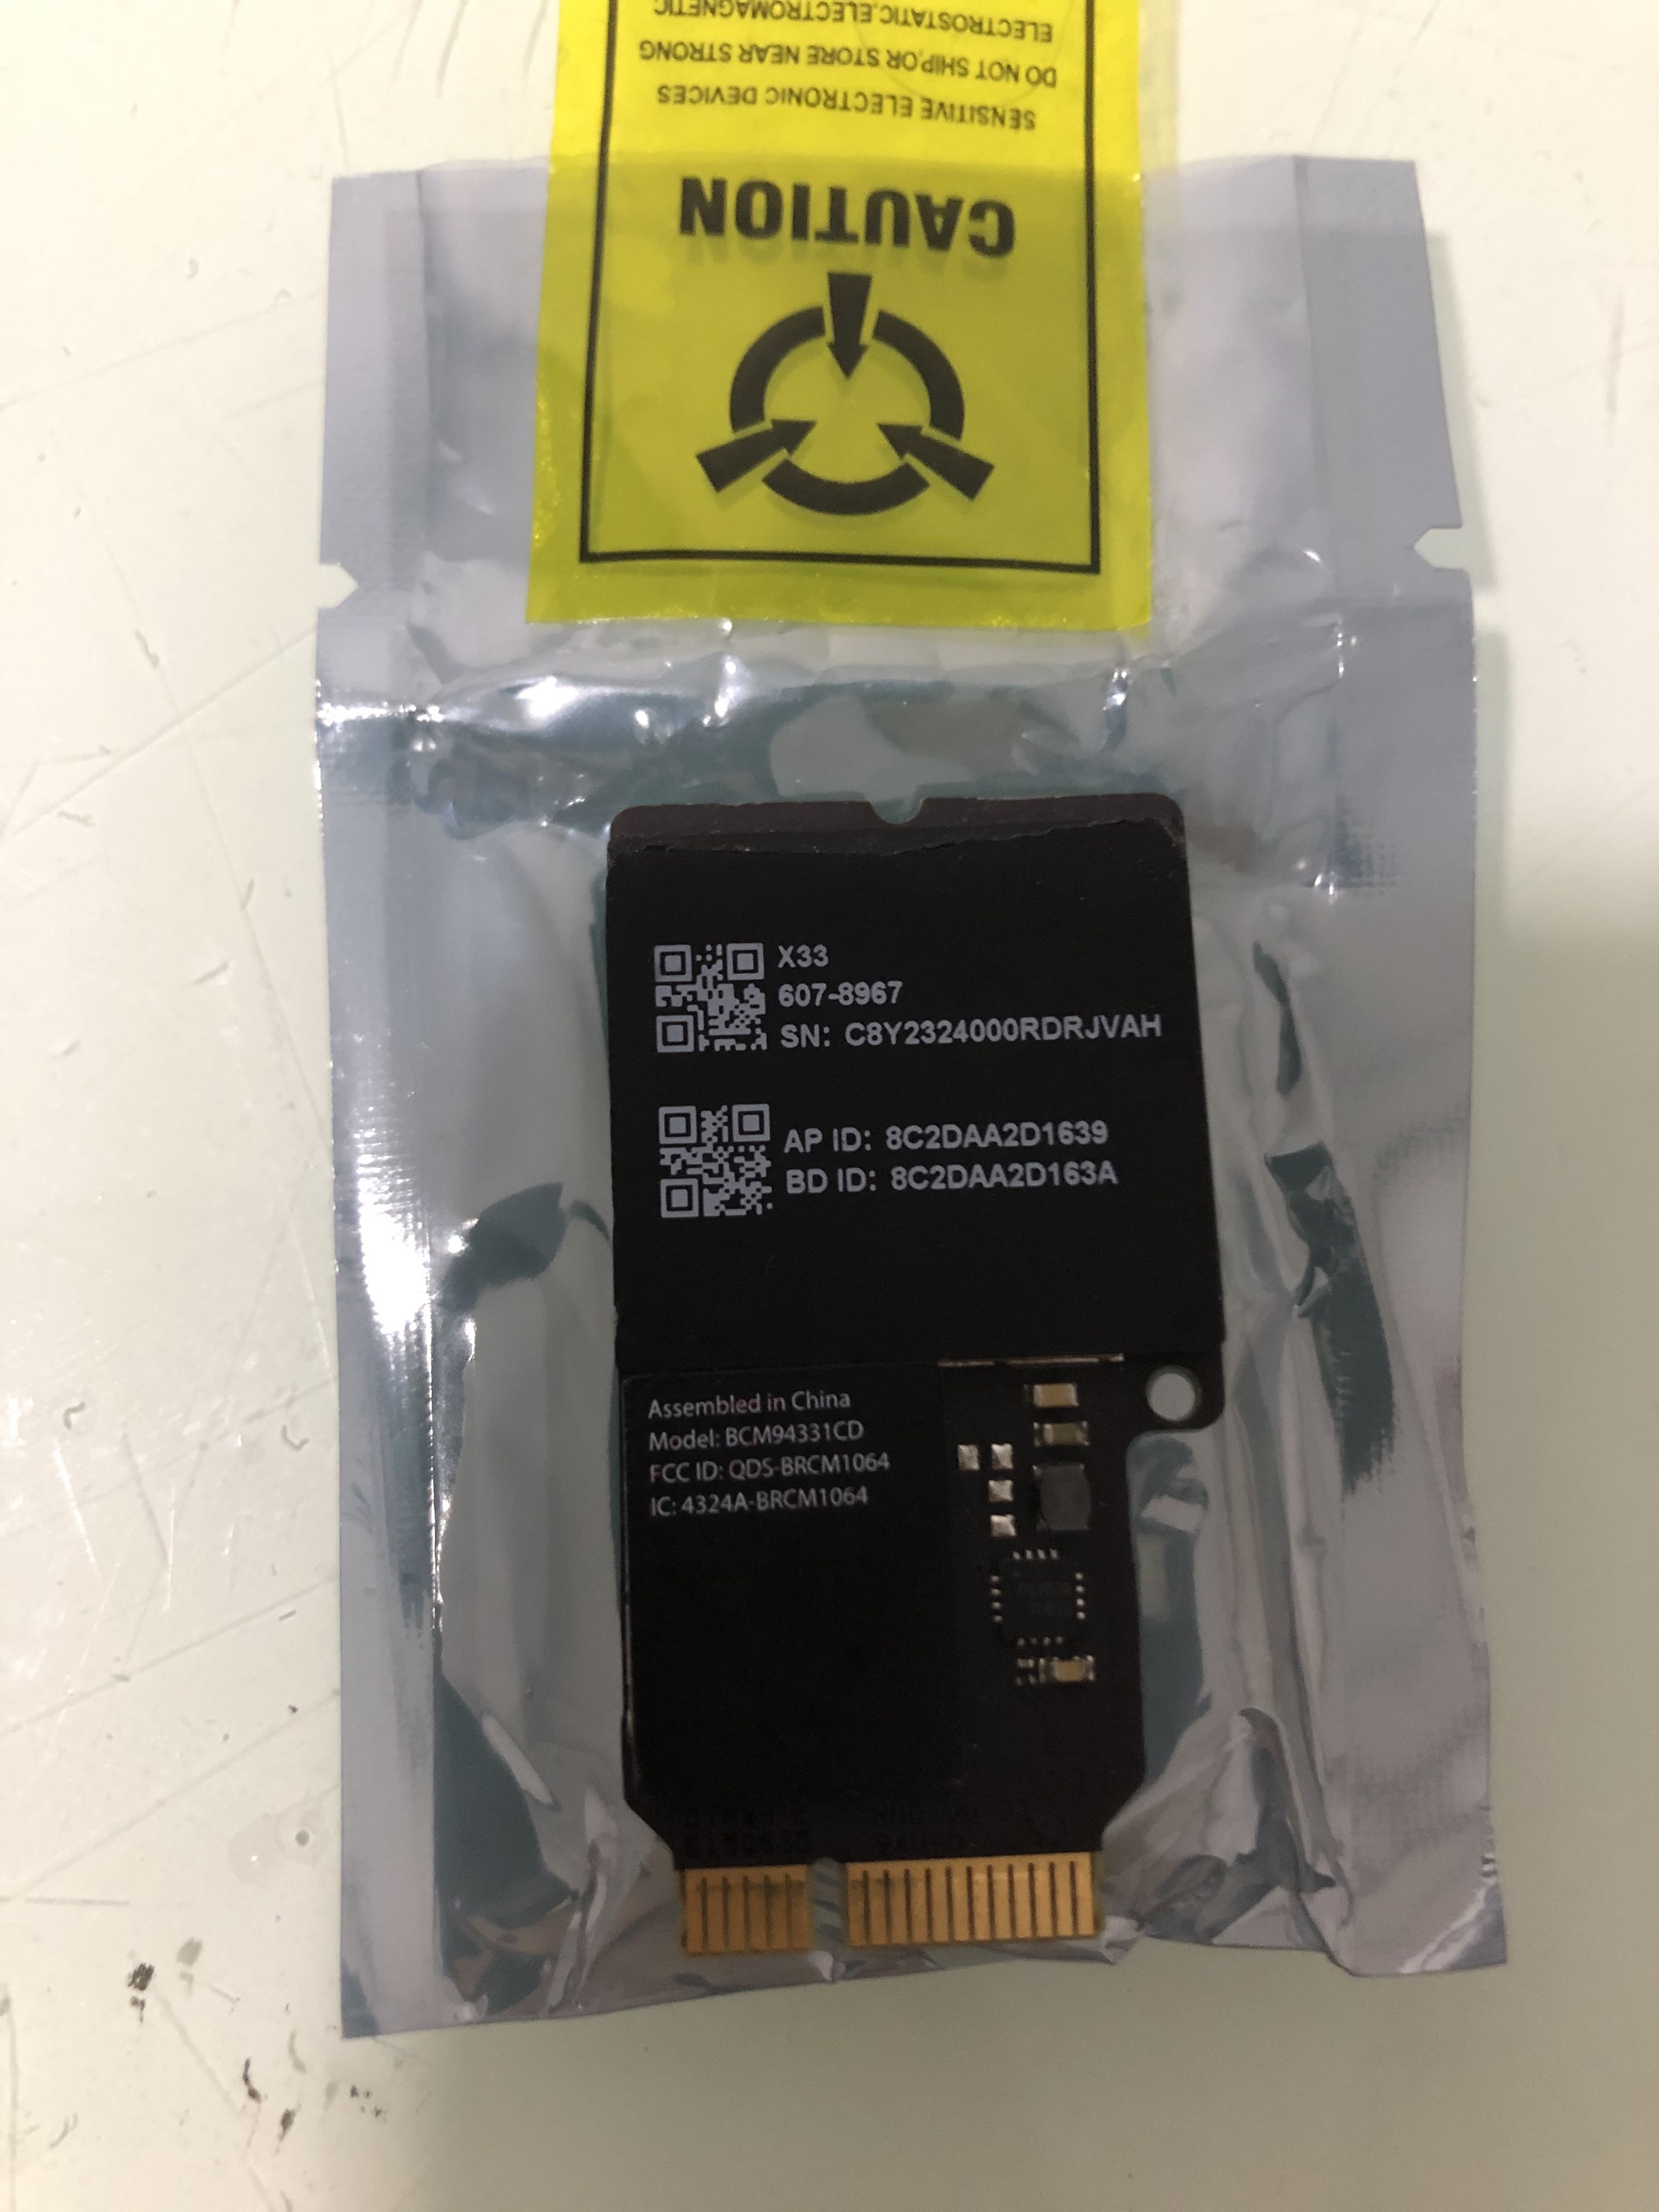 CAUTION
SENSITIVE ELECTRONIC DEVICES
DO NOT SHIP,OR STORE NEAR STRONG
ELECTROSTATIC,ELECTROMAGNETIC
X33
607-8967
SN: C8Y2324000RDRJVAH
AP ID: 8C2DAA2D1639
BD ID: 8C2DAA2D163A
Assembled in China
Model: BCM94331CD
FCC ID: QDS-BRCM1064
IC: 4324A-BRCM1064